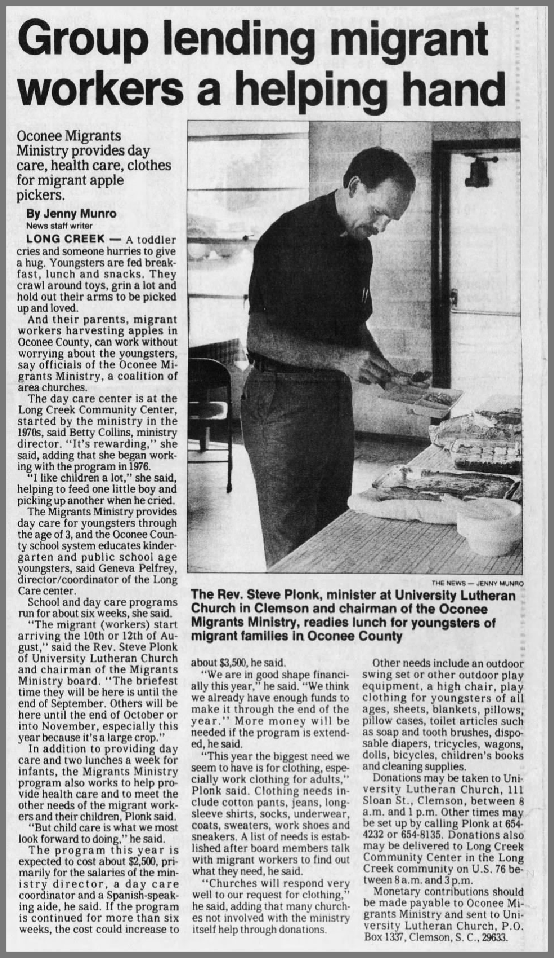 Group lending migrant
workers a helping hand
Oconee Migrants
Ministry provides day
care, health care, clothes
for migrant apple
pickers.
By Jenny Munro
News staff writer
LONG CREEK — A toddler
cries and someone hurries to give
a hug. Youngsters are fed break-
fast, lunch and snacks. They
crawl around toys, grin a lot and
hold out their arms to be picked
up and loved.
And their parents, migrant
workers harvesting apples in
Oconee County, can work without
worrying about the youngsters,
say officials of the Oconee Mi-
grants Ministry, a coalition of
area churches.
The day care center is at the
Long Creek Community Center,
started by the ministry in the
1970s, said Betty Collins, ministry
director. "It's rewarding," she
said, adding that she began work-
ing with the program in 1976.
"I like children a lot," she said,
helping to feed one little boy and
picking up another when he cried.
The Migrants Ministry provides
day care for youngsters through
the age of 3, and the Oconee Coun-
ty school system educates kinder-
garten and public school age
youngsters, said Geneva Pelfrey,
director/coordinator of the Long
Care center.
School and day care programs
run for about six weeks, she said.
"The migrant (workers) start
arriving the 10th or 12th of Au-
gust," said the Rev. Steve Plonk
of University Lutheran Church
and chairman of the Migrants
Ministry board. "The briefest
time they will be here is until the
end of September. Others will be
here until the end of October or
into November, especially this
year because it's a large crop."
In addition to providing day
care and two lunches a week for
infants, the Migrants Ministry
program also works to help pro-
vide health care and to meet the
other needs of the migrant work-
ers and their children, Plonk said.
"But child care is what we most
look forward to doing," he said.
The program this year is
expected to cost about $2,500, pri-
marily for the salaries of the min-
istry director, a day care
coordinator and a Spanish-speak-
ing aide, he said. If the program
is continued for more than six
weeks, the cost could increase to
THE NEWS — JENNY MUNRO
The Rev. Steve Plonk, minister at University Lutheran
Church in Clemson and chairman of the Oconee
Migrants Ministry, readies lunch for youngsters of
migrant families in Oconee County
about $3,500, he said.
"We are in good shape financi-
ally this year," he said. "We think
we already have enough funds to
make it through the end of the
year." More money will be
needed if the program is extend-
ed, he said.
"This year the biggest need we
seem to have is for clothing, es-
pecially work clothing for adults,"
Plonk said. Clothing needs in-
clude cotton pants, jeans, long-
sleeve shirts, socks, underwear,
coats, sweaters, work shoes and
sneakers. A list of needs is estab-
lished after board members talk
with migrant workers to find out
what they need, he said.
"Churches will respond very
well to our request for clothing,"
he said, adding that many church-
es not involved with the ministry
itself help through donations.
Other needs include an outdoor
swing set or other outdoor play
equipment, a high chair, play
clothing for youngsters of all
ages, sheets, blankets, pillows,
pillow cases, toilet articles such
as soap and tooth brushes, dispo-
sable diapers, tricycles, wagons,
dolls, bicycles, children's books
and cleaning supplies.
Donations may be taken to Uni-
versity Lutheran Church, 111
Sloan St., Clemson, between 8
a.m. and 1 p.m. Other times may
be set up by calling Plonk at 654-
4232 or 654-8135. Donations also
may be delivered to Long Creek
Community Center in the Long
Creek community on U.S. 76 be-
tween 8 a.m. and 3 p.m.
Monetary contributions should
be made payable to Oconee Mi-
grants Ministry and sent to Uni-
versity Lutheran Church, P.O.
Box 1337, Clemson, S. C., 29633.